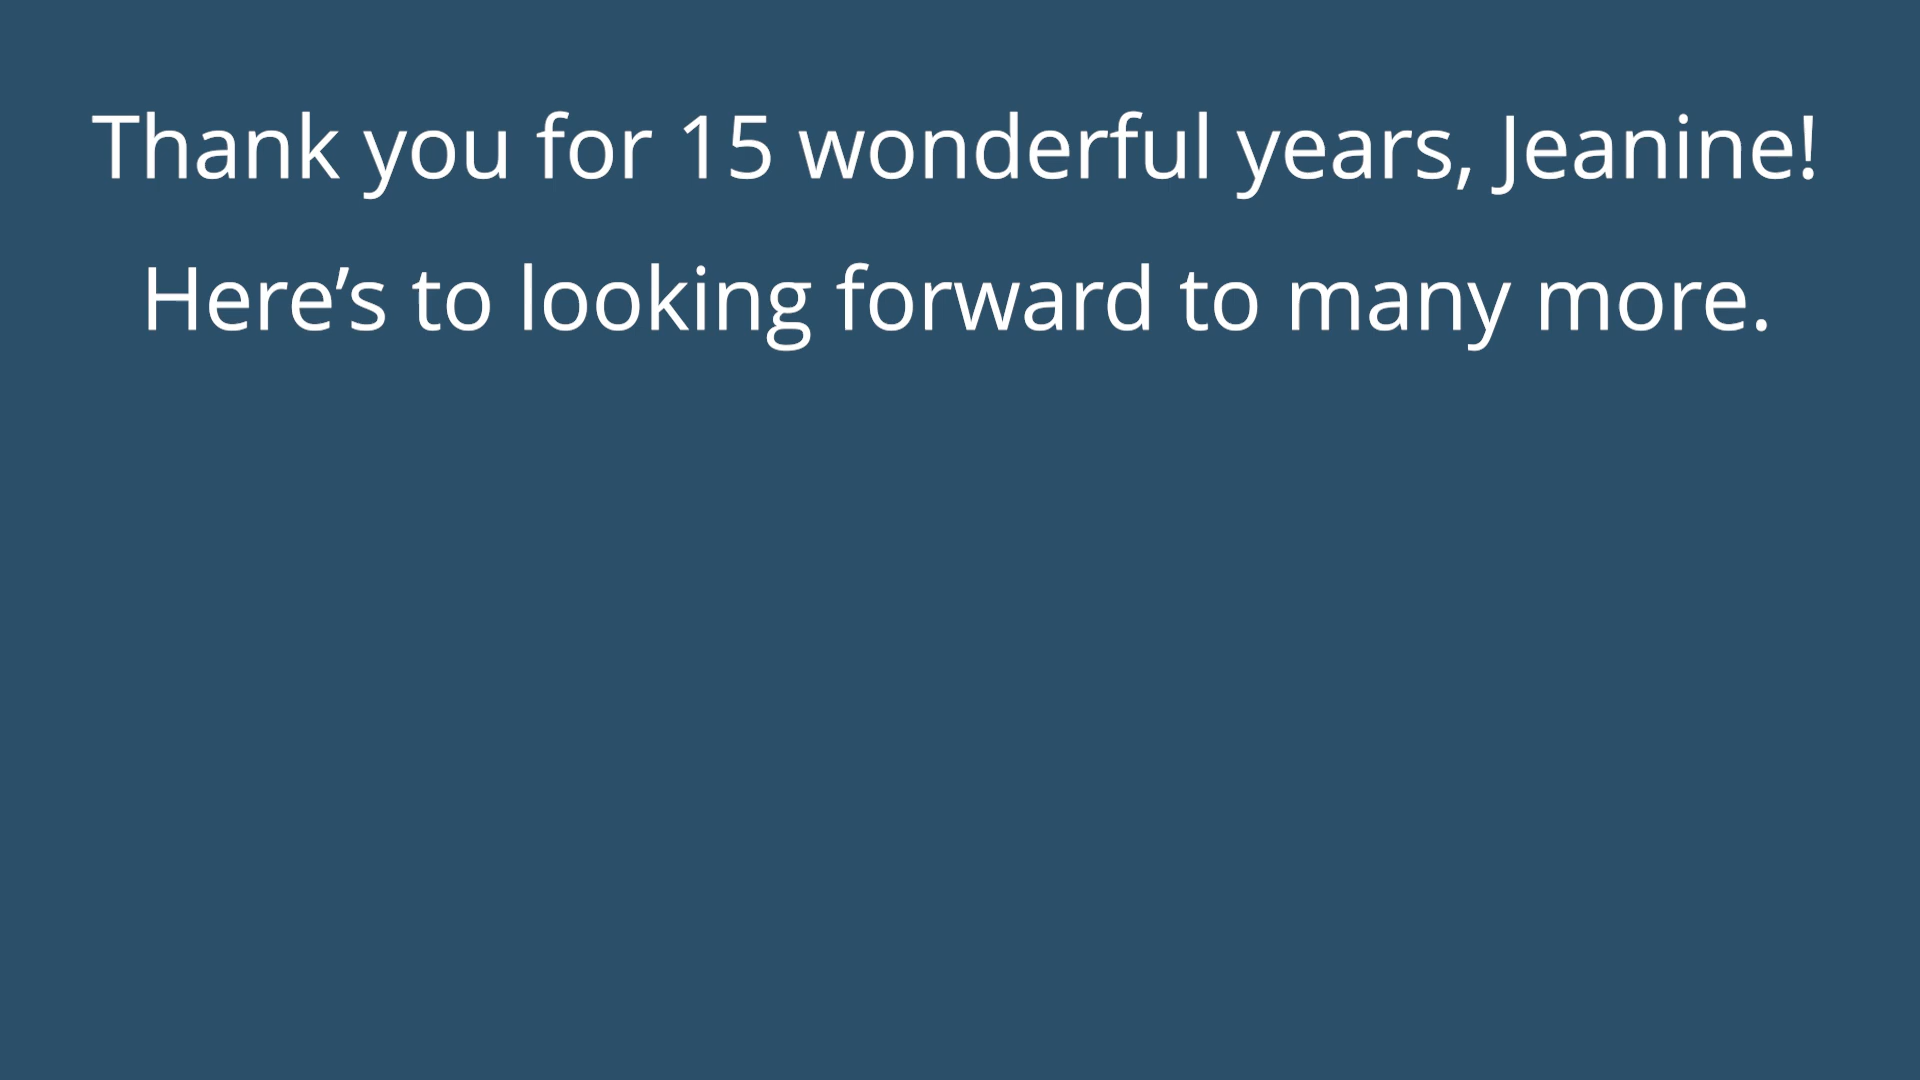 Thank you for 15 wonderful years, Jeanine!
Here’s to looking forward to many more.